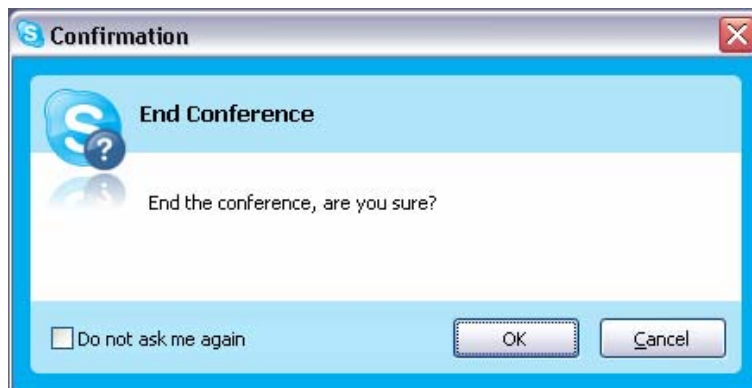 Confirmation
End Conference
End the conference, are you sure?
Do not ask me again
OK
Cancel